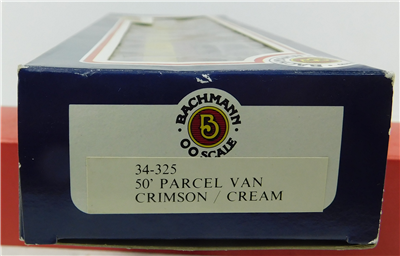 BACHMANN
B
OO SCALE
34-325
50' PARCEL VAN
CRIMSON / CREAM